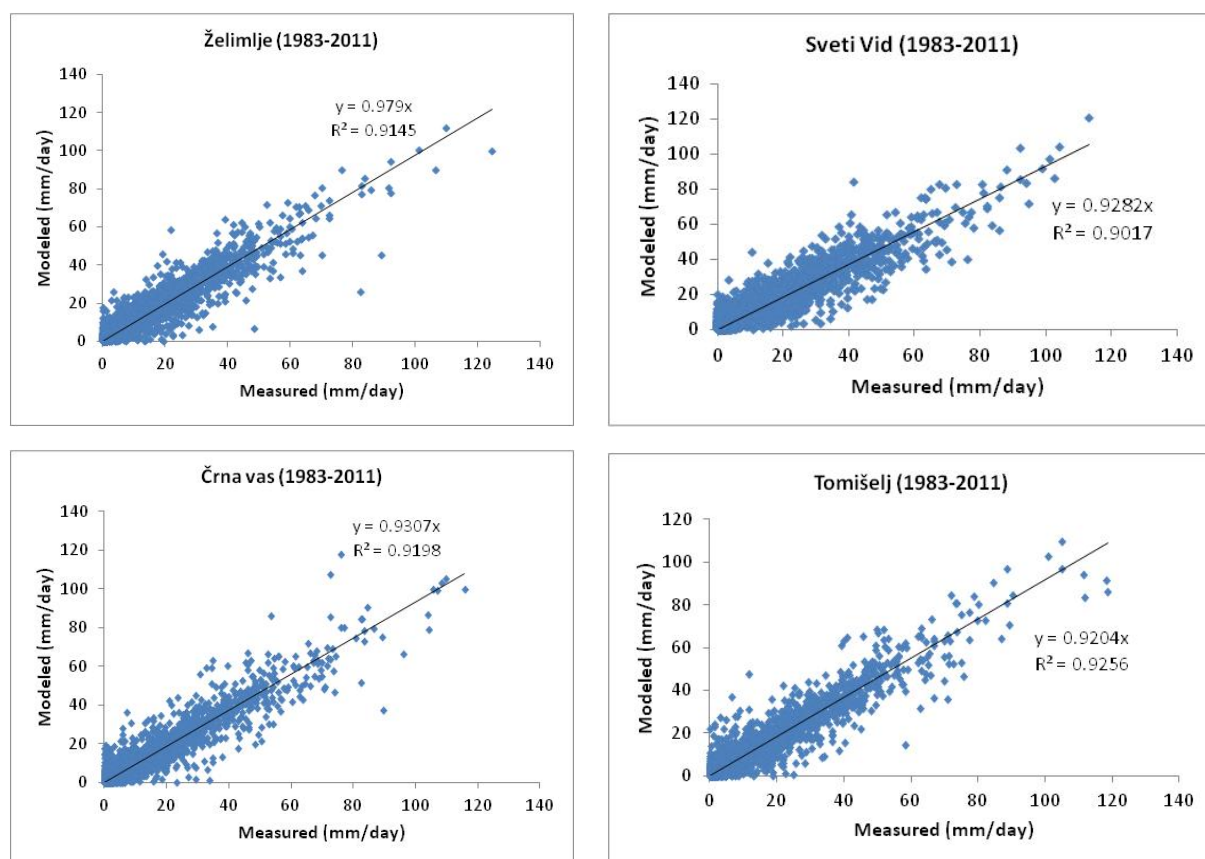 Želimlje (1983-2011)
140
120
100
80
60
40
20
0
Modeled (mm/day)
y = 0.979x
R² = 0.9145
0 20 40 60 80 100 120 140
Measured (mm/day)
Sveti Vid (1983-2011)
140
120
100
80
60
40
20
0
Modeled (mm/day)
y = 0.9282x
R² = 0.9017
0 20 40 60 80 100 120 140
Measured (mm/day)
Črna vas (1983-2011)
140
120
100
80
60
40
20
0
Modeled (mm/day)
y = 0.9307x
R² = 0.9198
0 20 40 60 80 100 120 140
Measured (mm/day)
Tomišelj (1983-2011)
120
100
80
60
40
20
0
Modeled (mm/day)
y = 0.9204x
R² = 0.9256
0 20 40 60 80 100 120 140
Measured (mm/day)